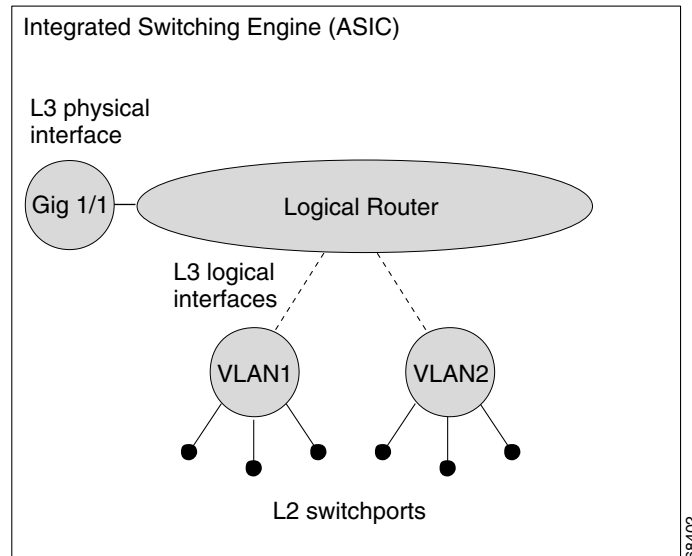 Integrated Switching Engine (ASIC)
L3 physical
interface
Gig 1/1
Logical Router
L3 logical
interfaces
VLAN1
VLAN2
L2 switchports